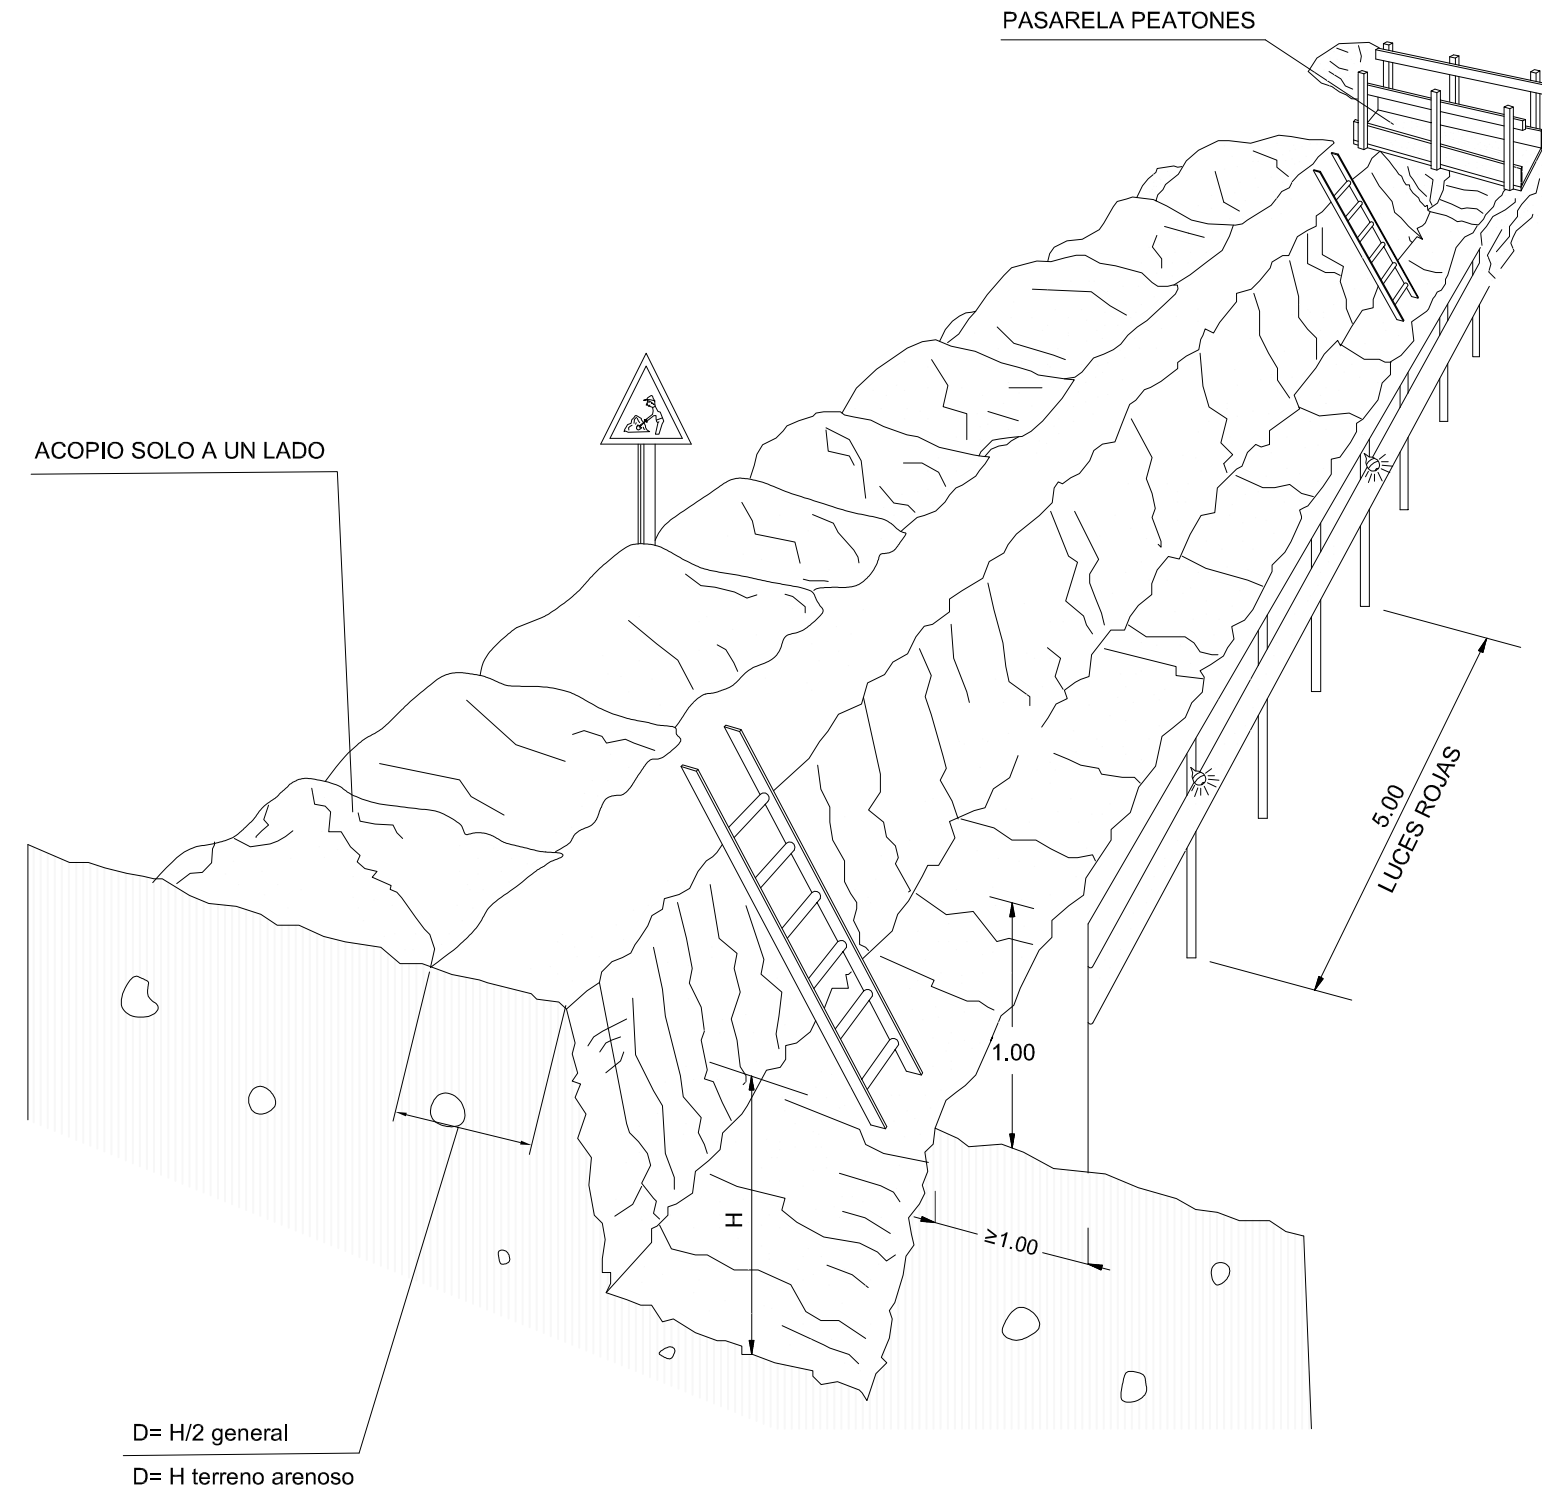 PASARELA PEATONES
ACOPIO SOLO A UN LADO
5.00
LUCES ROJAS
1.00
H
≥1.00
D= H/2 general
D= H terreno arenoso